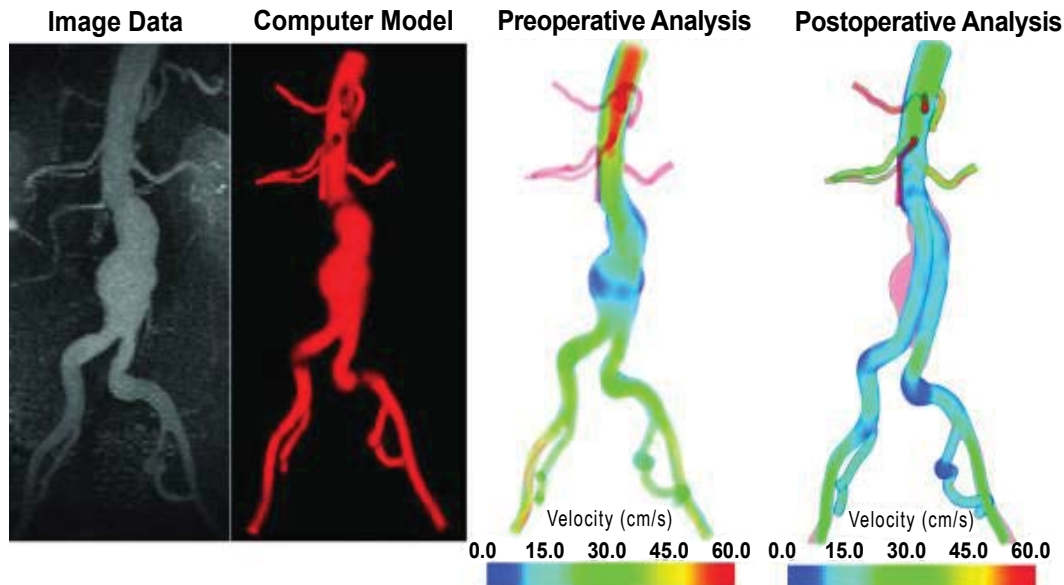 Image Data
Computer Model
Preoperative Analysis
Postoperative Analysis
Velocity (cm/s)
0.0 15.0 30.0 45.0 60.0
Velocity (cm/s)
0.0 15.0 30.0 45.0 60.0